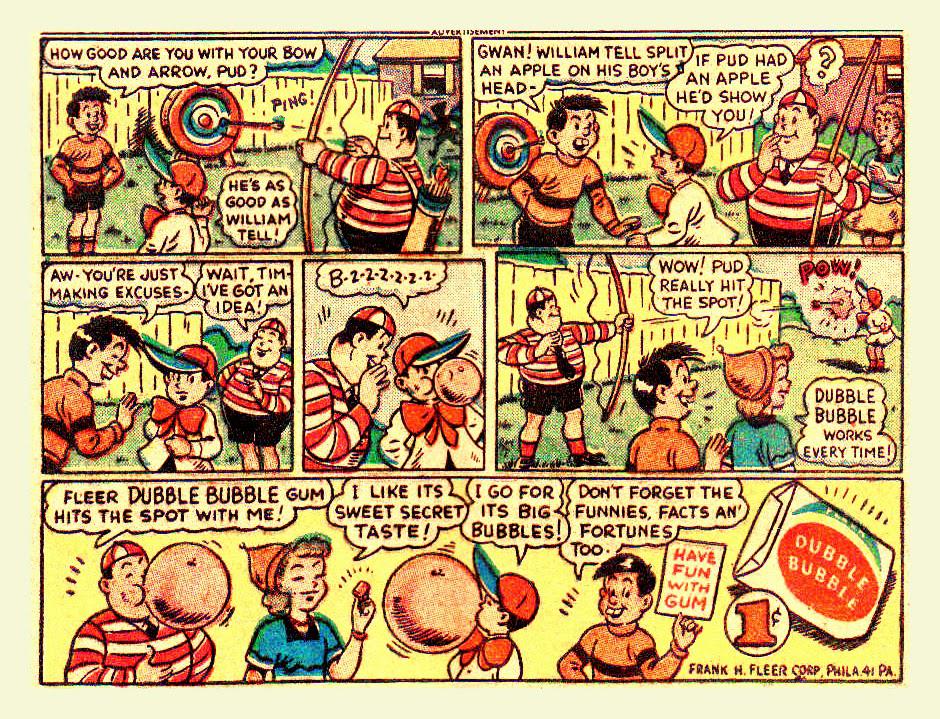 ADVERTISEMENT
HOW GOOD ARE YOU WITH YOUR BOW
AND ARROW, PUD?
PING!
HE'S AS
GOOD AS
WILLIAM
TELL!
GWAN! WILLIAM TELL SPLIT
AN APPLE ON HIS BOY'S
HEAD-
IF PUD HAD
AN APPLE
HE'D SHOW
YOU!
?
AW-YOU'RE JUST
MAKING EXCUSES-
WAIT, TIM-
I'VE GOT AN
IDEA!
B-Z-Z-Z-Z-Z-Z-
WOW! PUD
REALLY HIT
THE SPOT!
POW!
DUBBLE
BUBBLE
WORKS
EVERY TIME!
FLEER DUBBLE BUBBLE GUM
HITS THE SPOT WITH ME!
I LIKE ITS
SWEET SECRET
TASTE!
I GO FOR
ITS BIG
BUBBLES!
DON'T FORGET THE
FUNNIES, FACTS AN'
FORTUNES
TOO-
HAVE
FUN
WITH
GUM
DUBBLE
BUBBLE
1¢
FRANK H. FLEER CORP., PHILA. 41 PA.